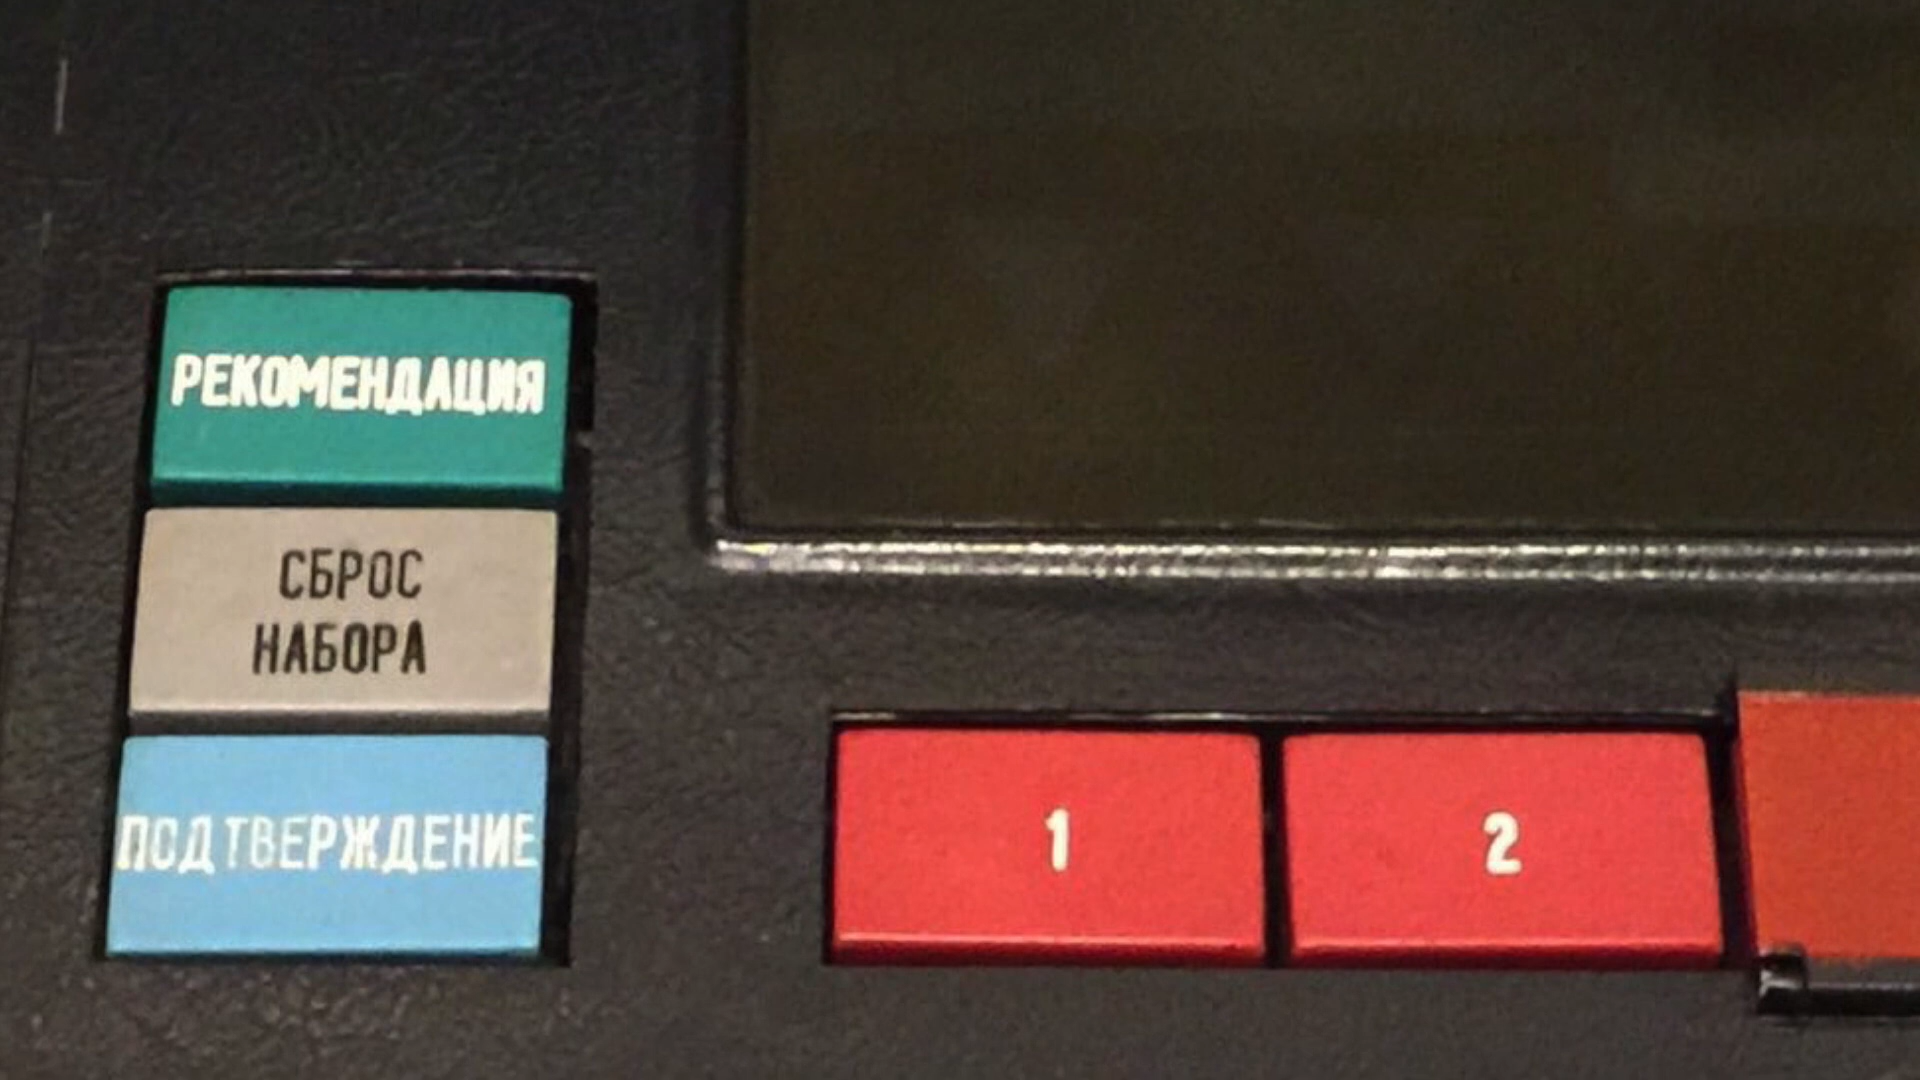 РЕКОМЕНДАЦИЯ
СБРОС
НАБОРА
ПОДТВЕРЖДЕНИЕ
1
2